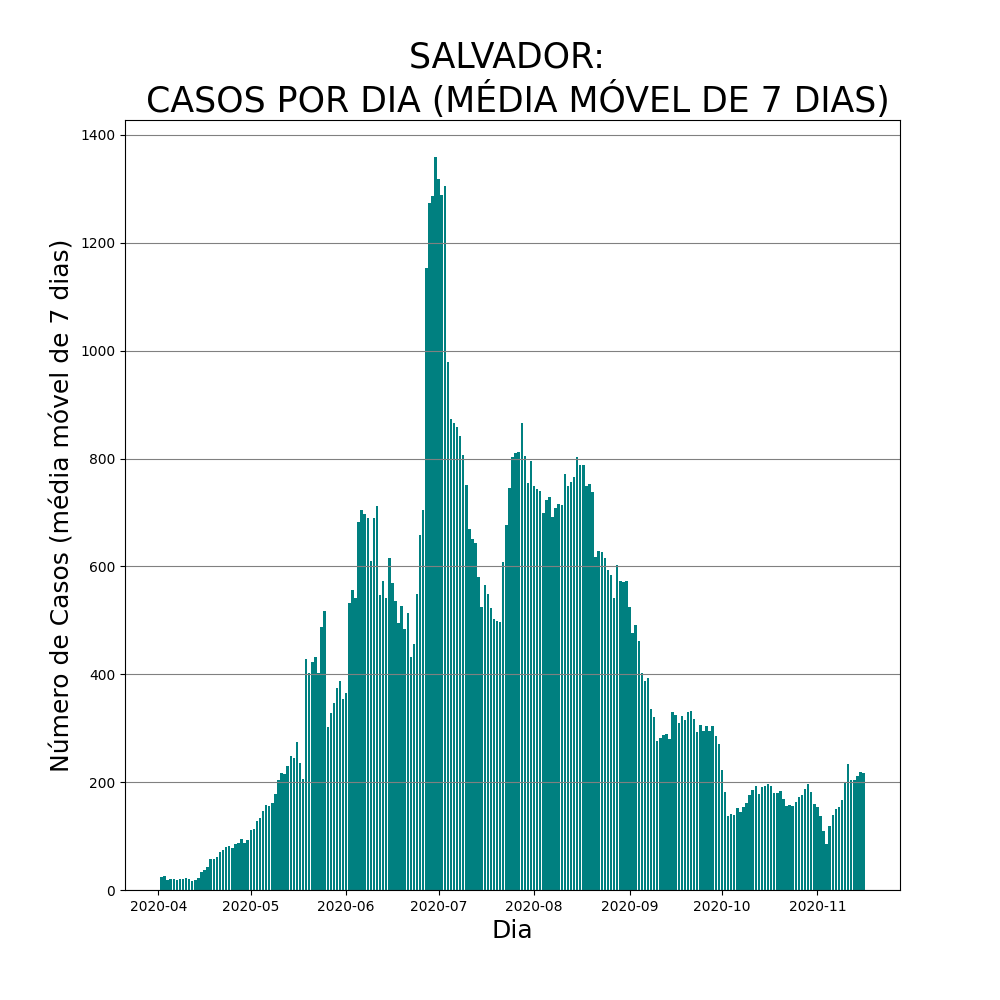 SALVADOR:
CASOS POR DIA (MÉDIA MÓVEL DE 7 DIAS)
Número de Casos (média móvel de 7 dias)
1400
1200
1000
800
600
400
200
0
2020-04 2020-05 2020-06 2020-07 2020-08 2020-09 2020-10 2020-11
Dia